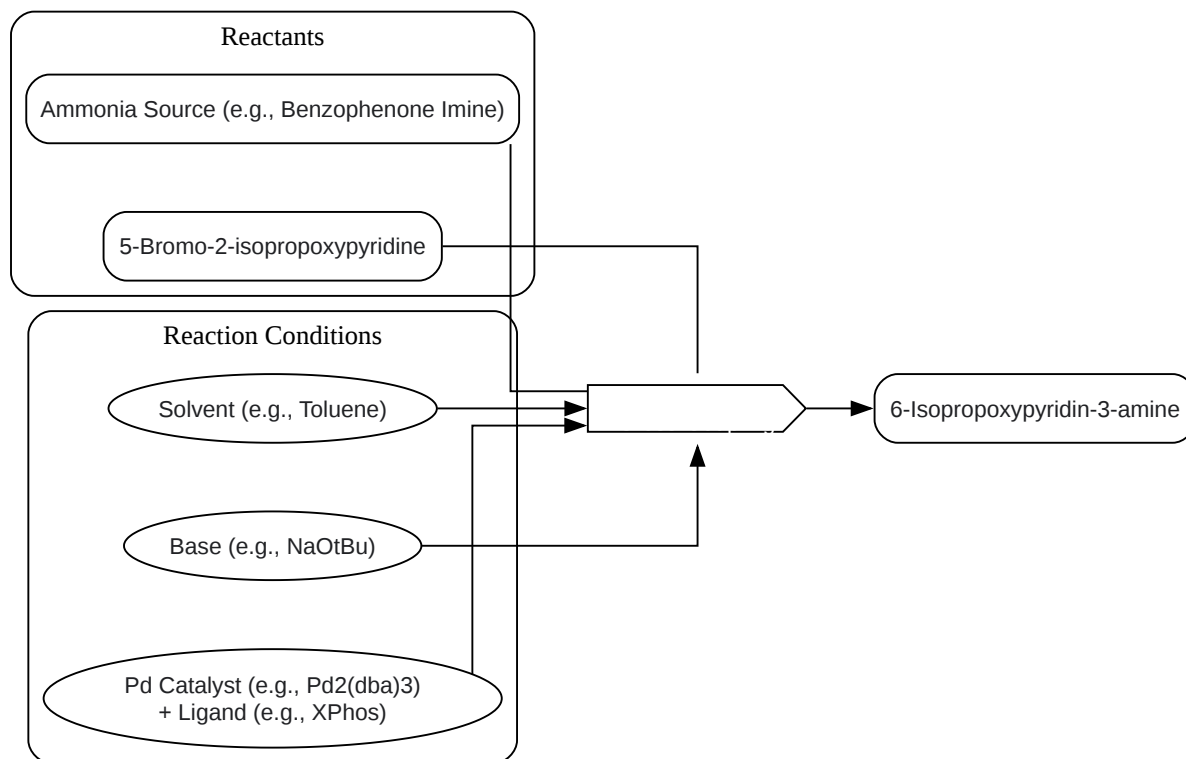 Reactants
Ammonia Source (e.g., Benzophenone Imine)
5-Bromo-2-isopropoxypyridine
Reaction Conditions
Solvent (e.g., Toluene)
6-Isopropoxypyridin-3-amine
Base (e.g., NaOtBu)
Pd Catalyst (e.g., Pd2(dba)3)
+ Ligand (e.g., XPhos)